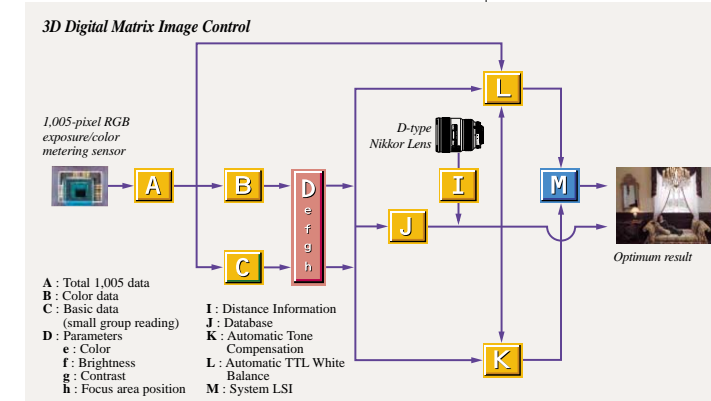 3D Digital Matrix Image Control
1,005-pixel RGB
exposure/color
metering sensor
D-type
Nikkor Lens
L
A
B
D
e
f
g
h
I
M
J
C
K
Optimum result
A : Total 1,005 data
B : Color data
C : Basic data
(small group reading)
D : Parameters
e : Color
f : Brightness
g : Contrast
h : Focus area position
I : Distance Information
J : Database
K : Automatic Tone
Compensation
L : Automatic TTL White
Balance
M : System LSI